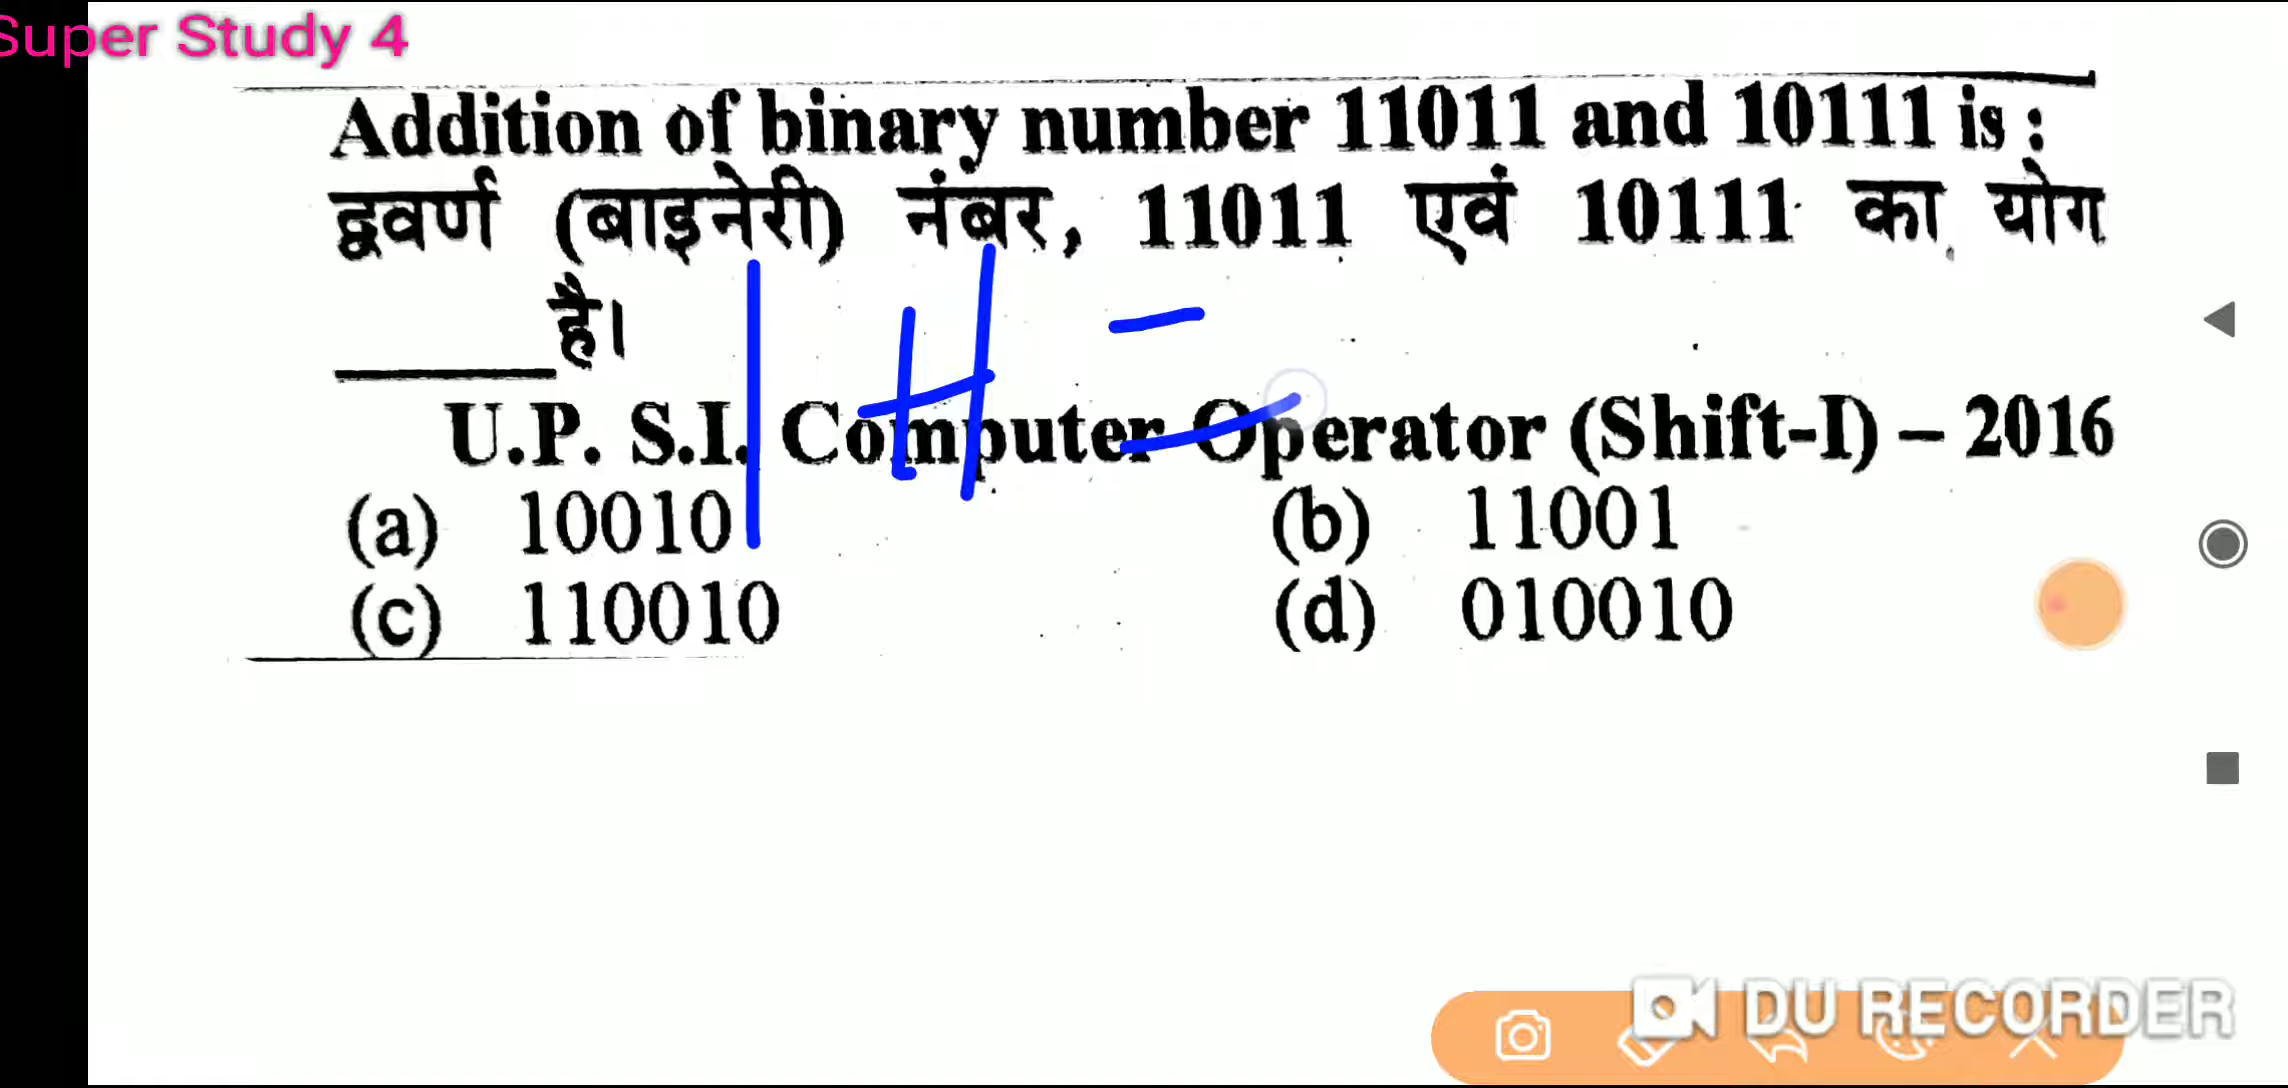 Super Study 4
Addition of binary number 11011 and 10111 is :
द्ववर्ण (बाइनेरी) नंबर, 11011 एवं 10111 का योग
______ है।
U.P. S.I. Computer Operator (Shift-I) – 2016
(a) 10010 (b) 11001
(c) 110010 (d) 010010
DU RECORDER